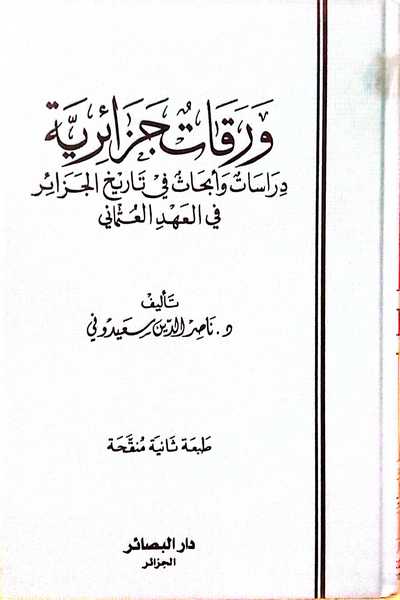 ورقات جزائرية
دراسات وأبحاث في تاريخ الجزائر
في العهد العثماني
تأليف
د. ناصر الدين سعيدوني
طبعة ثانية منقحة
دار البصائر
الجزائر